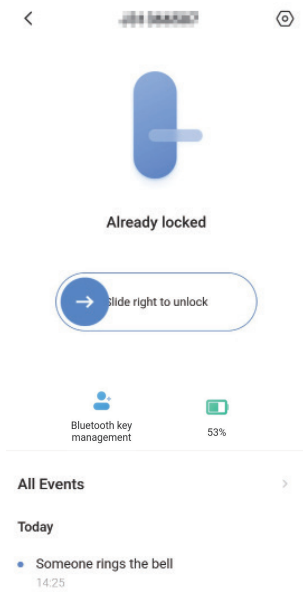 Already locked
Slide right to unlock
Bluetooth key
management
53%
All Events
Today
Someone rings the bell
14:25